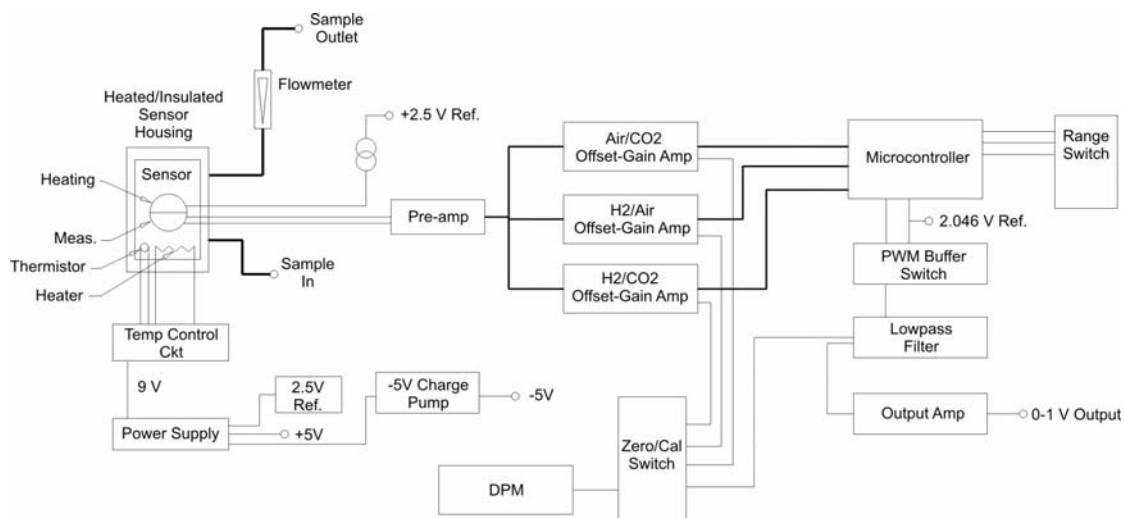 Sample
Outlet
Flowmeter
Heated/Insulated
Sensor
Housing
+2.5 V Ref.
Sensor
Heating
Meas.
Thermistor
Heater
Sample
In
Pre-amp
Air/CO2
Offset-Gain Amp
H2/Air
Offset-Gain Amp
H2/CO2
Offset-Gain Amp
Microcontroller
Range
Switch
2.046 V Ref.
PWM Buffer
Switch
Lowpass
Filter
Output Amp
0-1 V Output
Temp Control
Ckt
9 V
2.5V
Ref.
-5V Charge
Pump
-5V
Power Supply
+5V
Zero/Cal
Switch
DPM